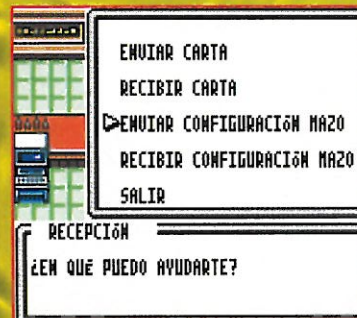 ENVIAR CARTA
RECIBIR CARTA
ENVIAR CONFIGURACIÓN MAZO
RECIBIR CONFIGURACIÓN MAZO
SALIR
RECEPCIÓN
¿EN QUÉ PUEDO AYUDARTE?